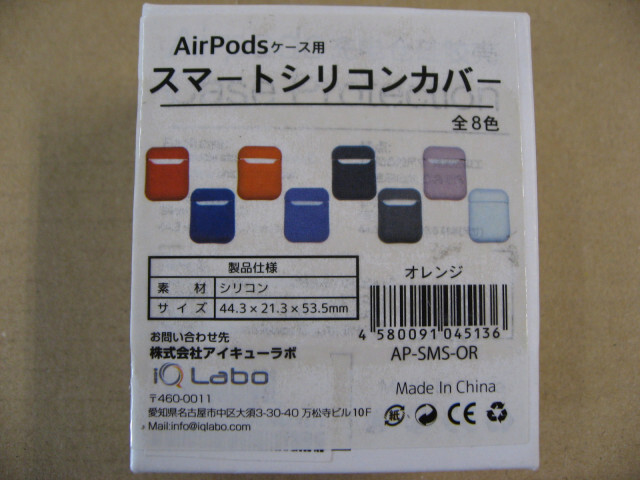 AirPodsケース用
スマートシリコンカバー
全8色
製品仕様
素材 シリコン
サイズ 44.3×21.3×53.5mm
オレンジ
4 580091 045136
AP-SMS-OR
お問い合わせ先
株式会社アイキューラボ
iQ Labo
〒460-0011
愛知県名古屋市中区大須3-30-40 万松寺ビル10F
Mail:info@iqlabo.com
Made In China
紙
CE